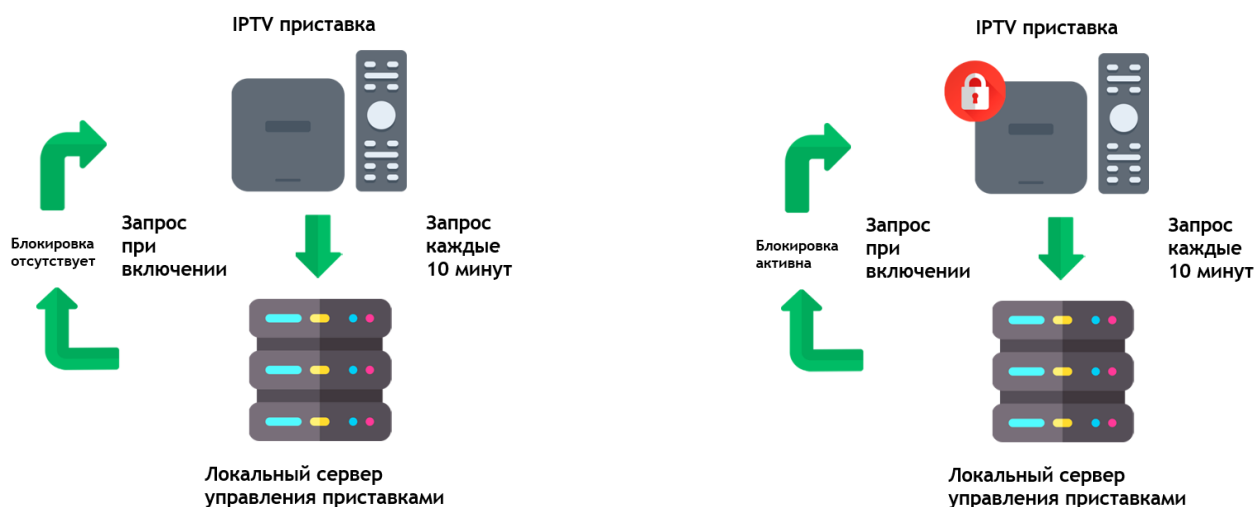 IPTV приставка
Запрос
при
включении
Запрос
каждые
10 минут
Блокировка
отсутствует
Локальный сервер
управления приставками
IPTV приставка
Запрос
при
включении
Запрос
каждые
10 минут
Блокировка
активна
Локальный сервер
управления приставками